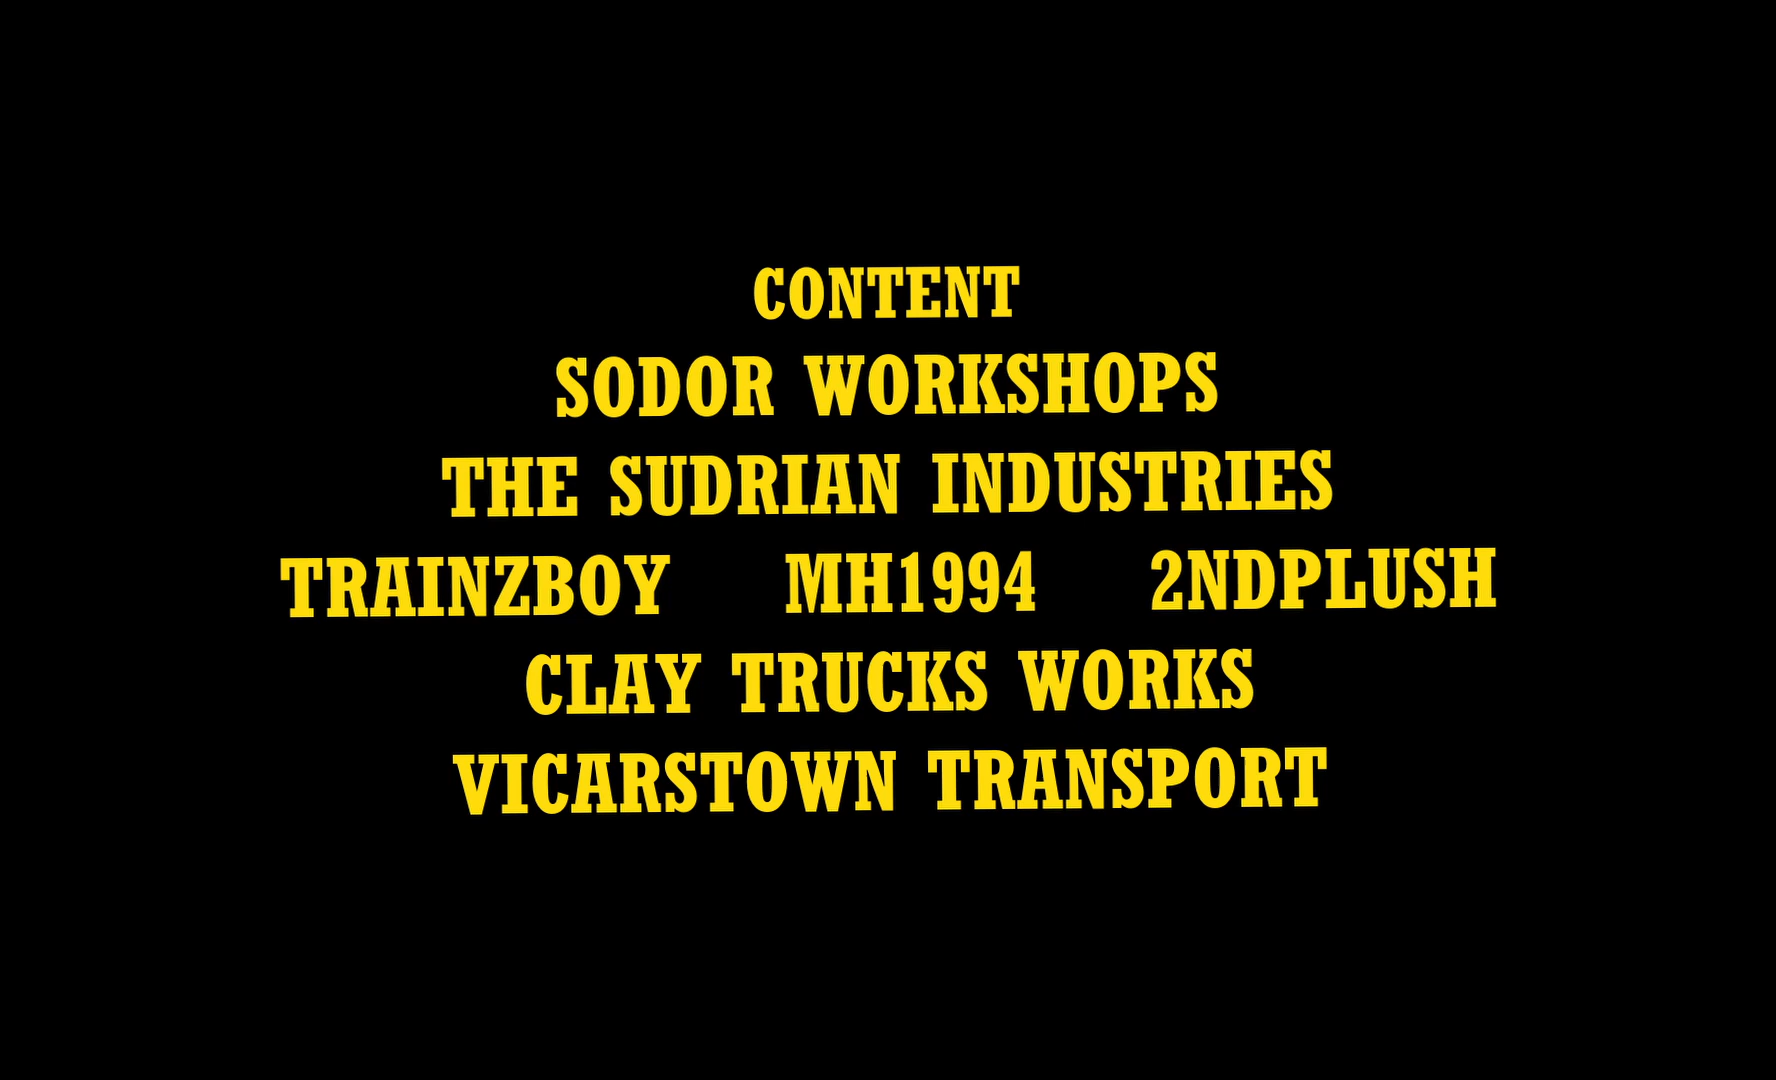 CONTENT
SODOR WORKSHOPS
THE SUDRIAN INDUSTRIES
TRAINZBOY MH1994 2NDPLUSH
CLAY TRUCKS WORKS
VICARSTOWN TRANSPORT